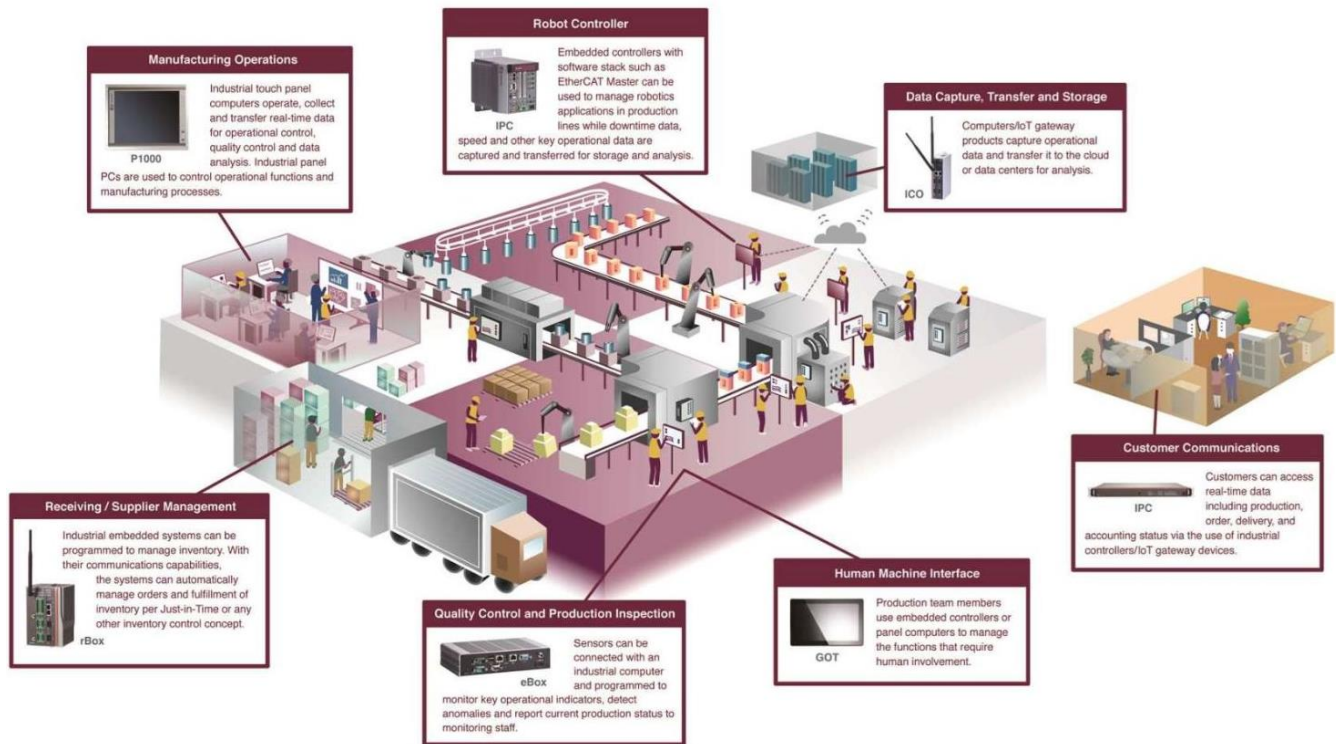 Manufacturing Operations
Industrial touch panel
computers operate, collect
and transfer real-time data
for operational control,
quality control and data
analysis. Industrial panel
PCs are used to control operational functions and
manufacturing processes.
P1000
Robot Controller
Embedded controllers with
software stack such as
EtherCAT Master can be
used to manage robotics
applications in production
lines while downtime data,
speed and other key operational data are
captured and transferred for storage and analysis.
IPC
Data Capture, Transfer and Storage
Computers/IoT gateway
products capture operational
data and transfer it to the cloud
or data centers for analysis.
ICO
Customer Communications
Customers can access
real-time data
including production,
order, delivery, and
accounting status via the use of industrial
controllers/IoT gateway devices.
IPC
Receiving / Supplier Management
Industrial embedded systems can be
programmed to manage inventory. With
their communications capabilities,
the systems can automatically
manage orders and fulfillment of
inventory per Just-in-Time or any
other inventory control concept.
rBox
Quality Control and Production Inspection
Sensors can be
connected with an
industrial computer
and programmed to
monitor key operational indicators, detect
anomalies and report current production status to
monitoring staff.
eBox
Human Machine Interface
Production team members
use embedded controllers or
panel computers to manage
the functions that require
human involvement.
GOT